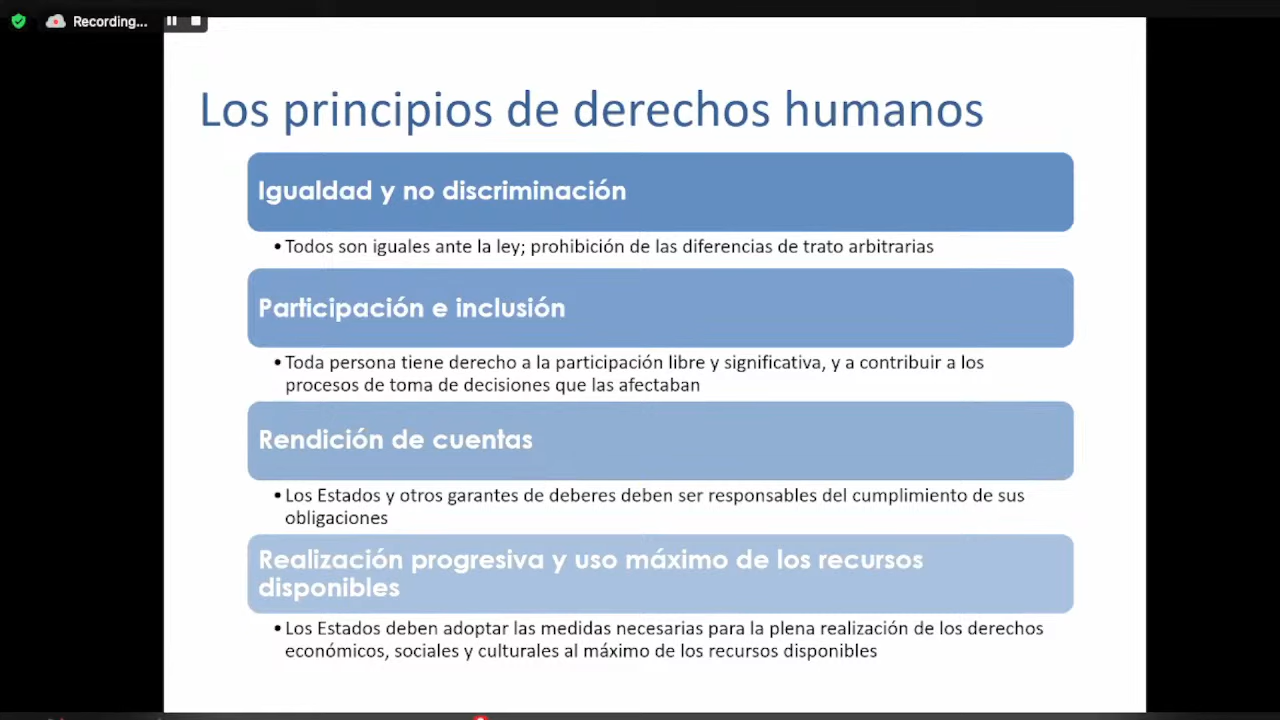 Recording...
Los principios de derechos humanos
Igualdad y no discriminación
•Todos son iguales ante la ley; prohibición de las diferencias de trato arbitrarias
Participación e inclusión
•Toda persona tiene derecho a la participación libre y significativa, y a contribuir a los
procesos de toma de decisiones que las afectaban
Rendición de cuentas
•Los Estados y otros garantes de deberes deben ser responsables del cumplimiento de sus
obligaciones
Realización progresiva y uso máximo de los recursos
disponibles
•Los Estados deben adoptar las medidas necesarias para la plena realización de los derechos
económicos, sociales y culturales al máximo de los recursos disponibles